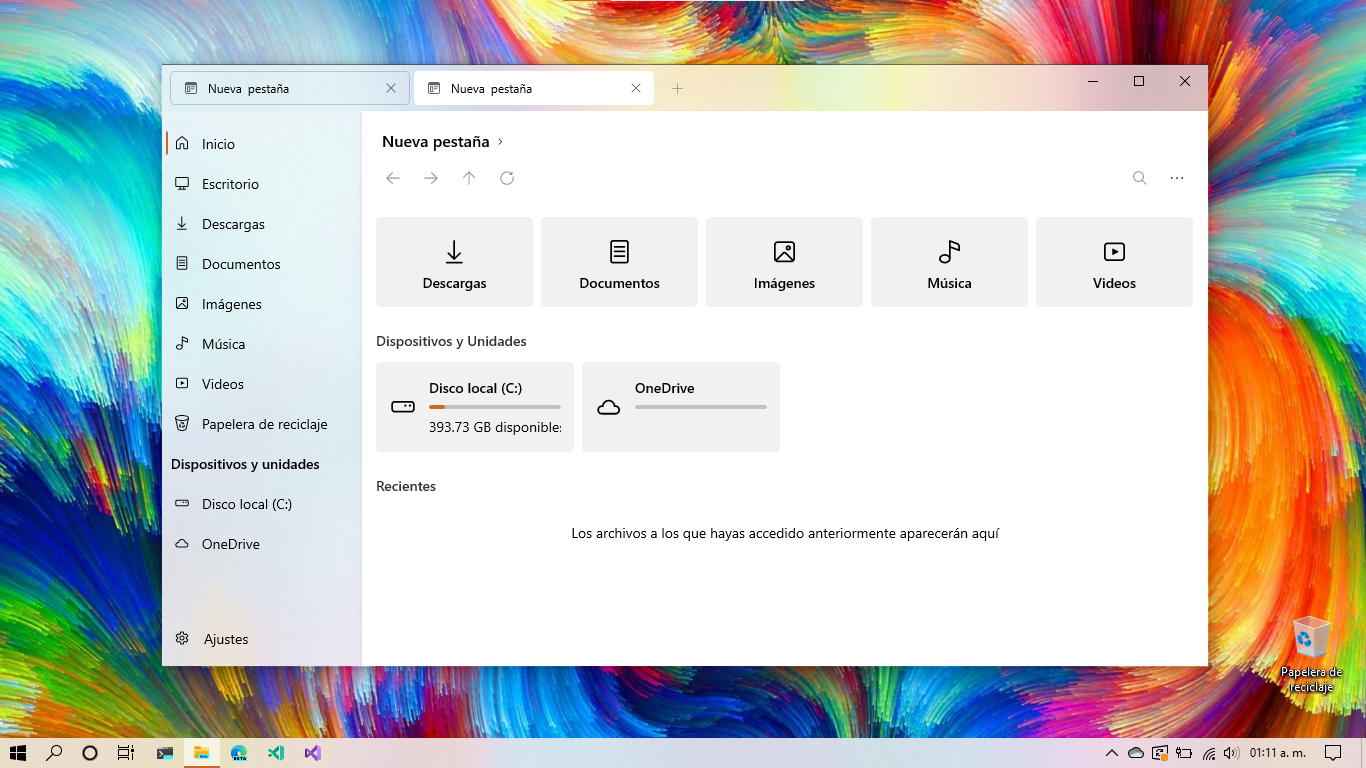 Nueva pestaña
Nueva pestaña
Inicio
Escritorio
Descargas
Documentos
Imágenes
Música
Videos
Papelera de reciclaje
Dispositivos y unidades
Disco local (C:)
OneDrive
Ajustes
Nueva pestaña
Descargas
Documentos
Imágenes
Música
Videos
Dispositivos y Unidades
Disco local (C:)
393.73 GB disponibles
OneDrive
Recientes
Los archivos a los que hayas accedido anteriormente aparecerán aquí
Papelera de
reciclaje
BETA
01:11 a. m.